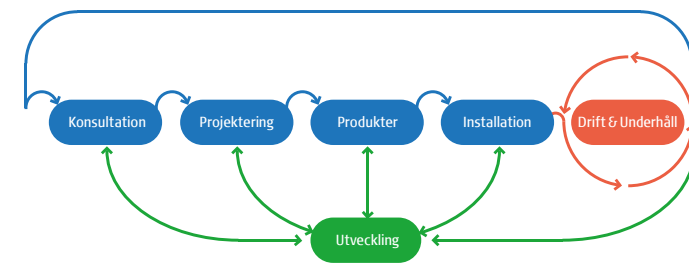 Konsultation
Projektering
Produkter
Installation
Drift & Underhåll
Utveckling